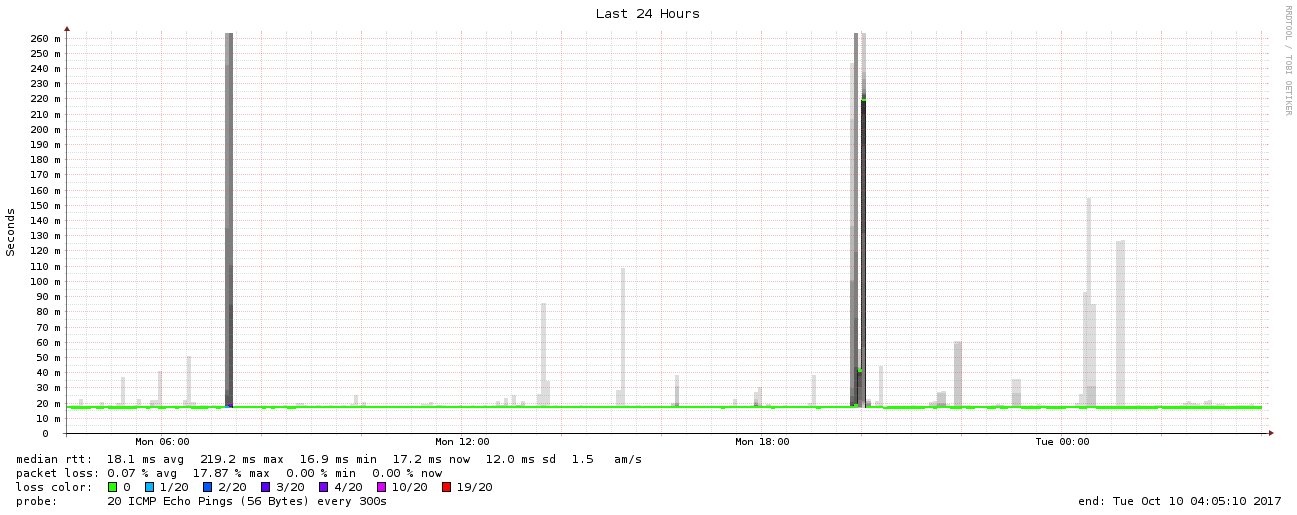 Last 24 Hours
RRDTOOL / TOBI OETIKER
Seconds
260 m
250 m
240 m
230 m
220 m
210 m
200 m
190 m
180 m
170 m
160 m
150 m
140 m
130 m
120 m
110 m
100 m
90 m
80 m
70 m
60 m
50 m
40 m
30 m
20 m
10 m
0
Mon 06:00 Mon 12:00 Mon 18:00 Tue 00:00
median rtt: 18.1 ms avg 219.2 ms max 16.9 ms min 17.2 ms now 12.0 ms sd 1.5 am/s
packet loss: 0.07 % avg 17.87 % max 0.00 % min 0.00 % now
loss color: 0 1/20 2/20 3/20 4/20 10/20 19/20
probe: 20 ICMP Echo Pings (56 Bytes) every 300s end: Tue Oct 10 04:05:10 2017